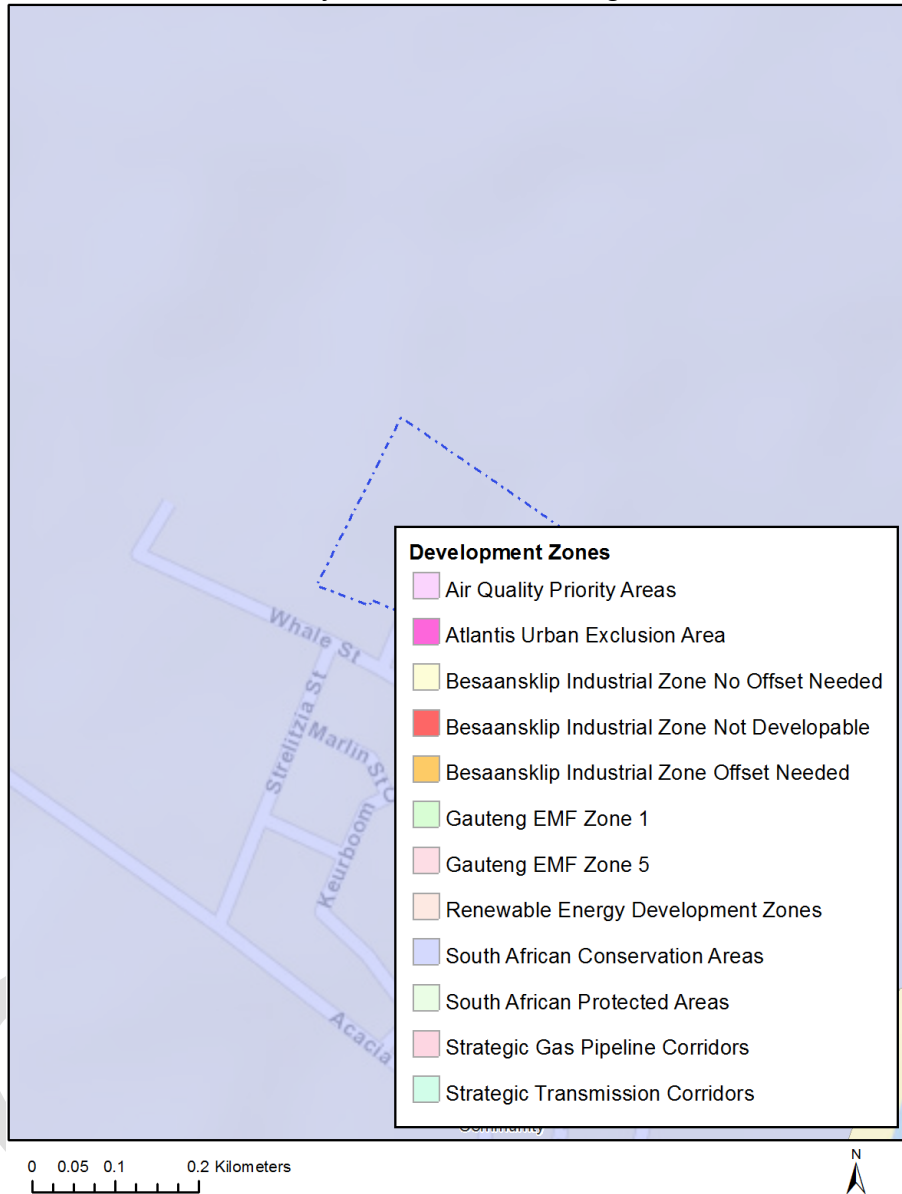 Whale St
Strelitzia St
Marlin St
Keurboom
Acacia
Development Zones
Air Quality Priority Areas
Atlantis Urban Exclusion Area
Besaansklip Industrial Zone No Offset Needed
Besaansklip Industrial Zone Not Developable
Besaansklip Industrial Zone Offset Needed
Gauteng EMF Zone 1
Gauteng EMF Zone 5
Renewable Energy Development Zones
South African Conservation Areas
South African Protected Areas
Strategic Gas Pipeline Corridors
Strategic Transmission Corridors
Community
0 0.05 0.1 0.2 Kilometers
N